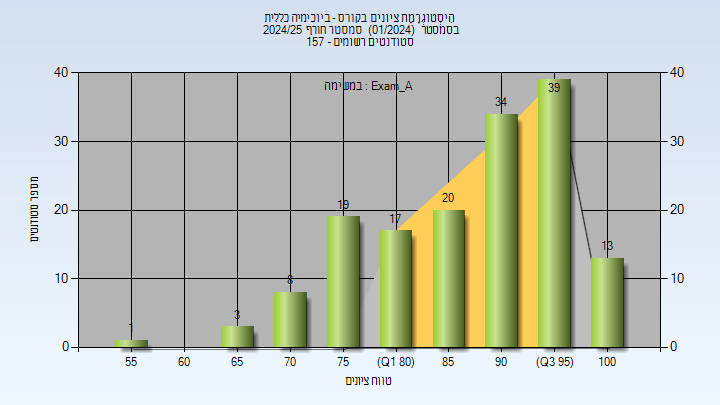 היסטוגרמת ציונים בקורס - ביוכימיה כללית
בסמסטר (01/2024) סמסטר חורף 2024/25
סטודנטים רשומים - 157
במשימה : Exam_A
40 40
30 30
20 20
10 10
0 0
1 3 8 19 17 20 34 39 13
55 60 65 70 75 (Q1 80) 85 90 (Q3 95) 100
מספר סטודנטים
טווח ציונים